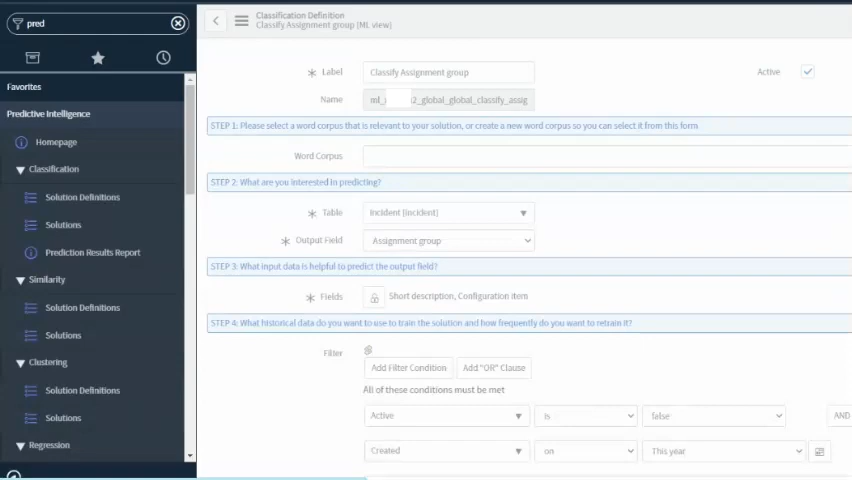 pred
Favorites
Predictive Intelligence
Homepage
Classification
Solution Definitions
Solutions
Prediction Results Report
Similarity
Solution Definitions
Solutions
Clustering
Solution Definitions
Solutions
Regression
Classification Definition
Classify Assignment group [ML view]
Label Classify Assignment group
Active
Name 2_global_global_classify_assig
STEP 1: Please select a word corpus that is relevant to your solution, or create a new word corpus so you can select it from this form
Word Corpus
STEP 2: What are you interested in predicting?
Table Incident [incident]
Output Field Assignment group
STEP 3: What input data is helpful to predict the output field?
Fields Short description, Configuration item
STEP 4: What historical data do you want to use to train the solution and how frequently do you want to retrain it?
Filter
Add Filter Condition Add "OR" Clause
All of these conditions must be met
Active is false AND
Created on This year